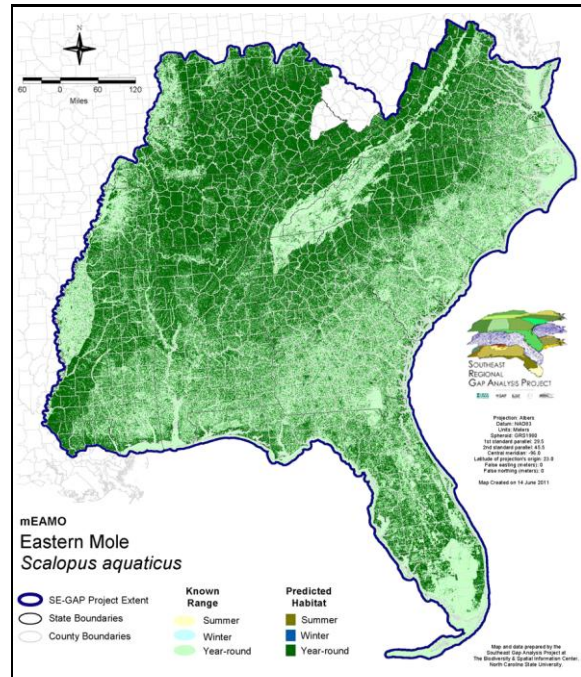 N
60 0 60 120
Miles
SOUTHEAST
REGIONAL
GAP ANALYSIS PROJECT
Projection: Albers
Datum: NAD83
Units: Meters
Spheroid: GRS1980
1st standard parallel: 29.5
2nd standard parallel: 45.5
Central meridian: -96.0
Latitude of projection's origin: 23.0
False easting (meters): 0
False northing (meters): 0
Map Created on 14 June 2011
mEAMO
Eastern Mole
Scalopus aquaticus
SE-GAP Project Extent
State Boundaries
County Boundaries
Known
Range
Summer
Winter
Year-round
Predicted
Habitat
Summer
Winter
Year-round
Map and data prepared by the
Southeast Gap Analysis Project at
The Biodiversity & Spatial Information Center,
North Carolina State University.